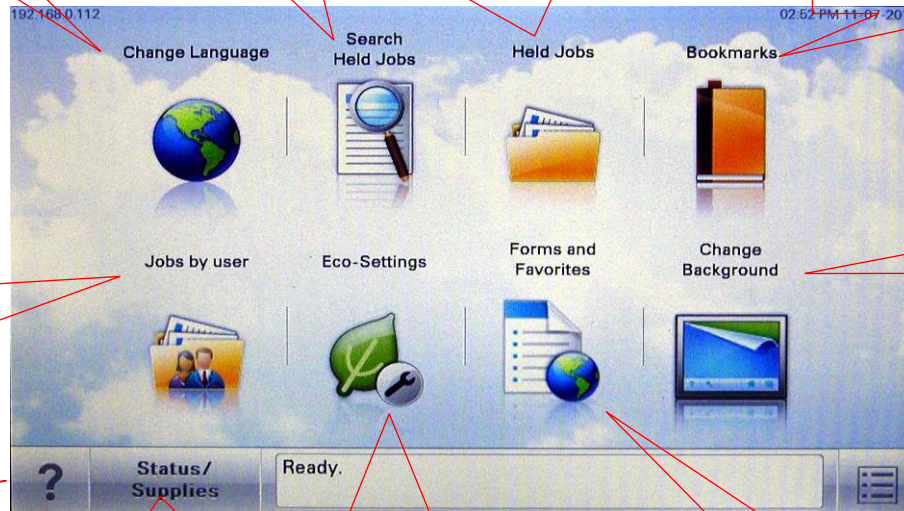 192.168.0.112
02:52 PM 11-07-20
Change Language
Search
Held Jobs
Held Jobs
Bookmarks
Jobs by user
Eco-Settings
Forms and
Favorites
Change
Background
?
Status/
Supplies
Ready.